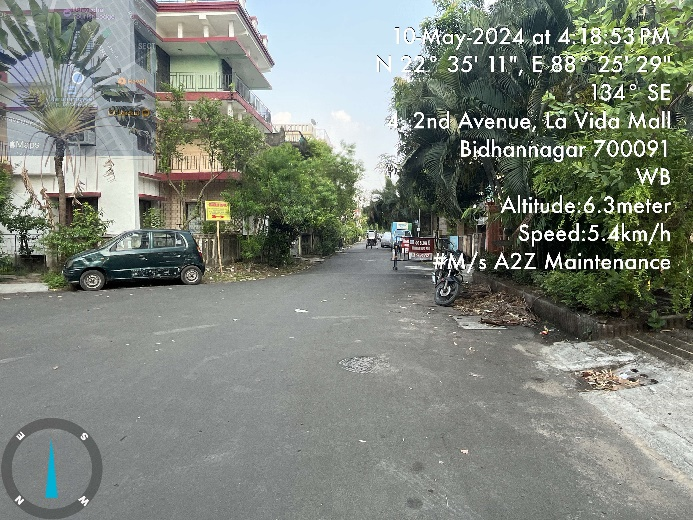 10-May-2024 at 4:18:53 PM
N 22° 35' 11", E 88° 25' 29"
134° SE
4, 2nd Avenue, La Vida Mall
Bidhannagar 700091
WB
Altitude:6.3meter
Speed:5.4km/h
#M/s A2Z Maintenance
Maps
E
S
N
W